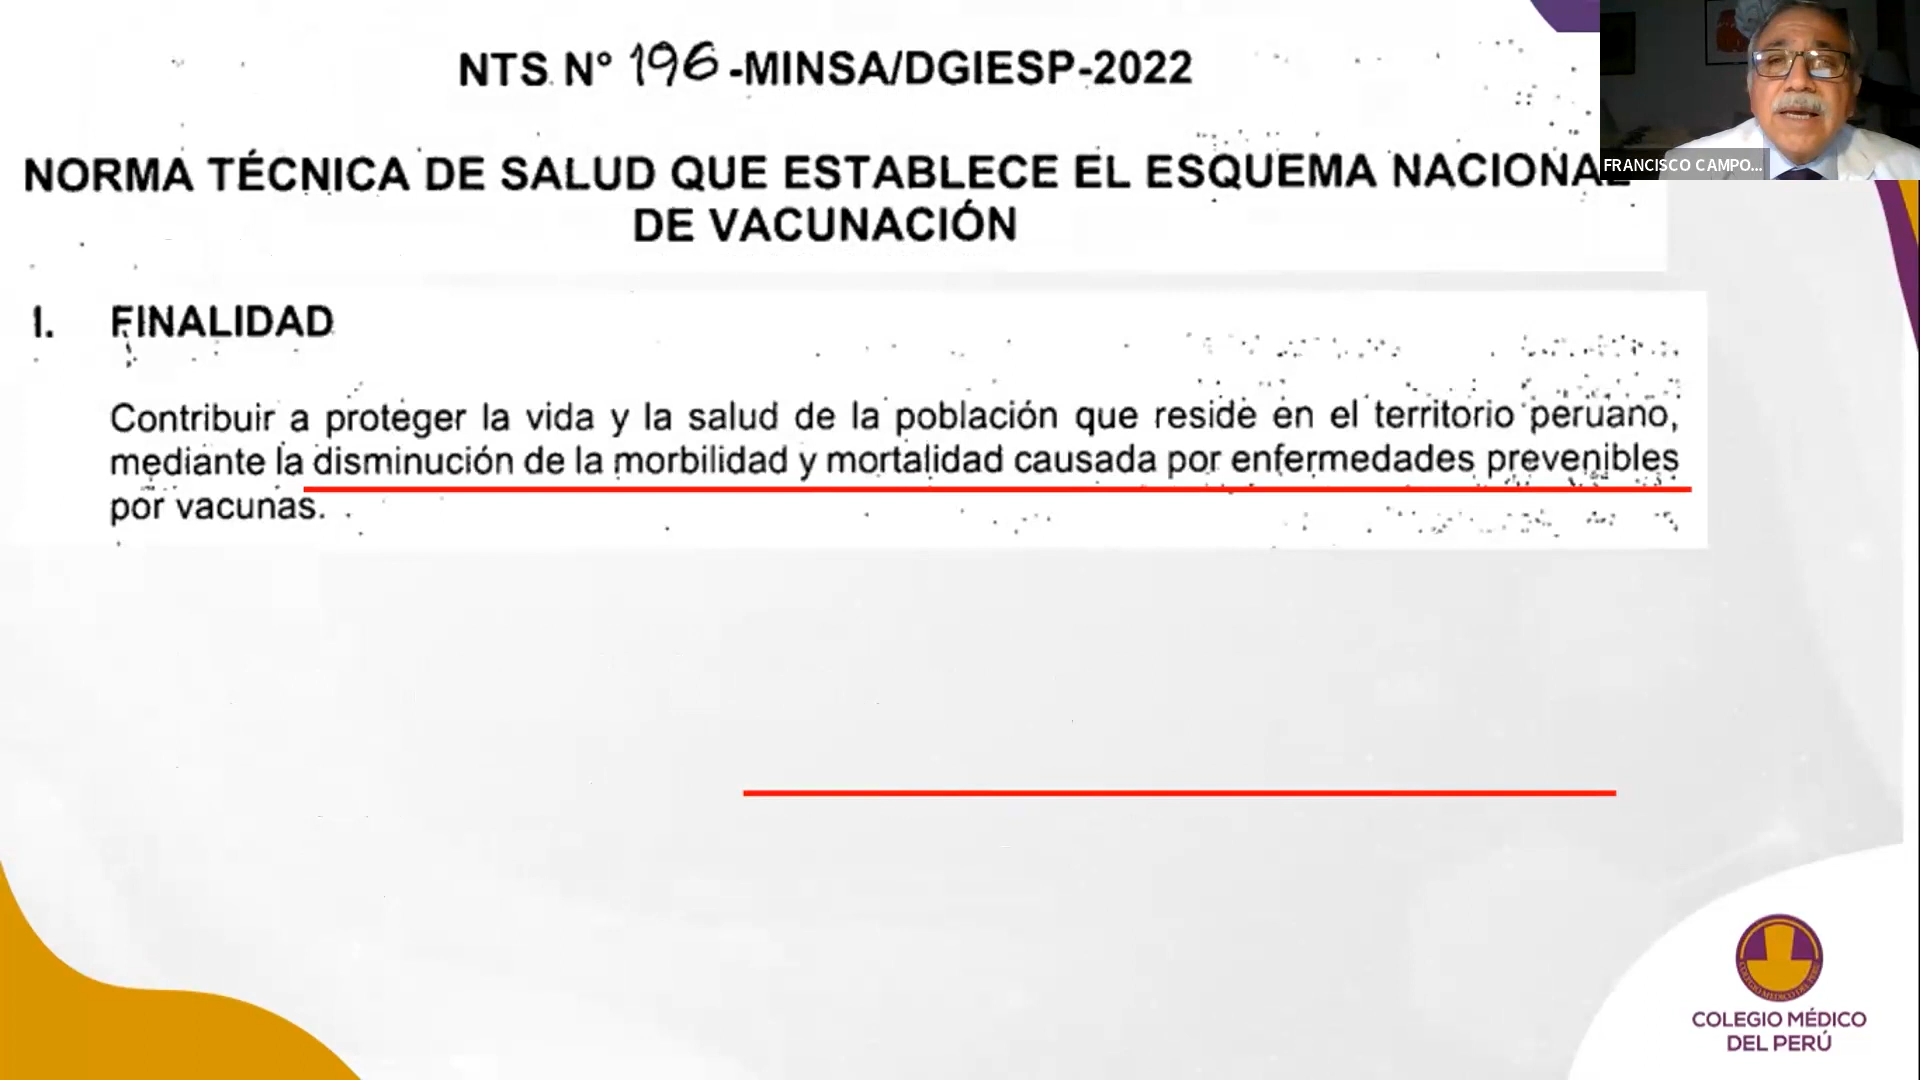 NTS N° 196-MINSA/DGIESP-2022
FRANCISCO CAMPO...
NORMA TÉCNICA DE SALUD QUE ESTABLECE EL ESQUEMA NACIONAL
DE VACUNACIÓN
I. FINALIDAD
Contribuir a proteger la vida y la salud de la población que reside en el territorio peruano,
mediante la disminución de la morbilidad y mortalidad causada por enfermedades prevenibles
por vacunas.
COLEGIO MÉDICO
DEL PERÚ